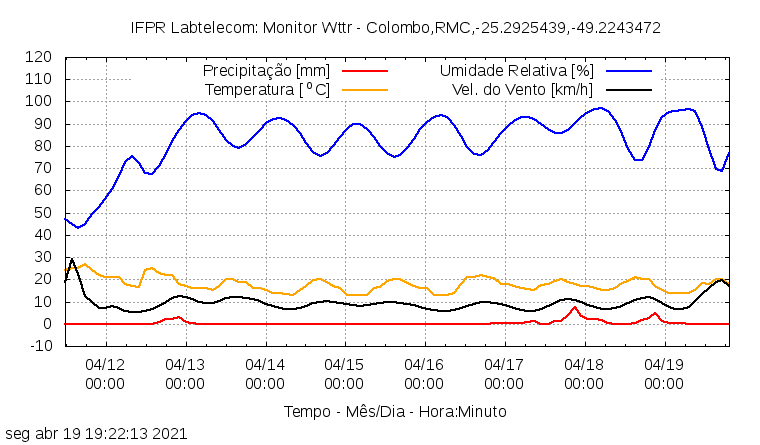 IFPR Labtelecom: Monitor Wttr - Colombo,RMC,-25.2925439,-49.2243472
Precipitação [mm]
Temperatura [⁰C]
Umidade Relativa [%]
Vel. do Vento [km/h]
120
110
100
90
80
70
60
50
40
30
20
10
0
-10
04/12 04/13 04/14 04/15 04/16 04/17 04/18 04/19
00:00 00:00 00:00 00:00 00:00 00:00 00:00 00:00
Tempo - Mês/Dia - Hora:Minuto
seg abr 19 19:22:13 2021